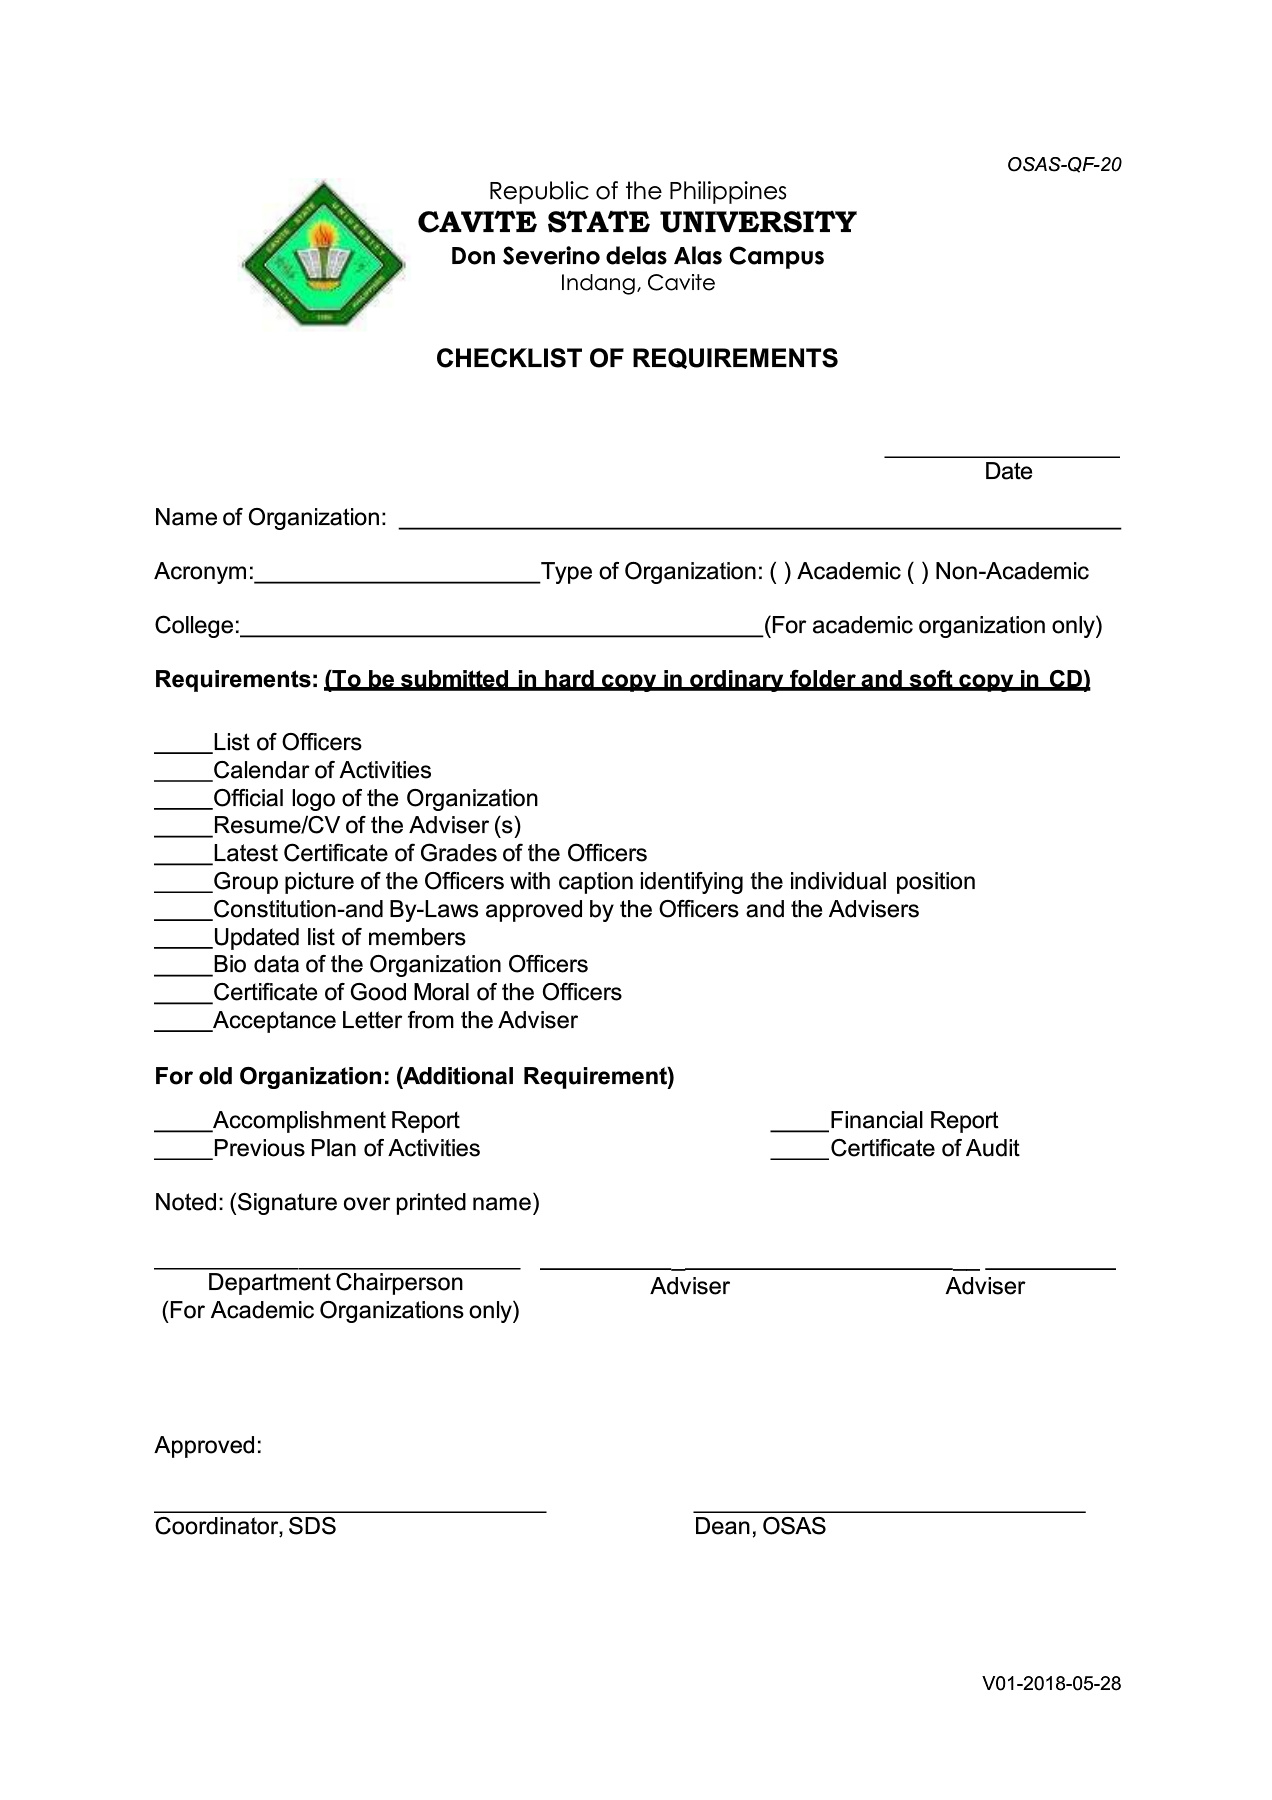 OSAS-QF-20
Republic of the Philippines
CAVITE STATE UNIVERSITY
Don Severino delas Alas Campus
Indang, Cavite
CAVITE STATE UNIVERSITY
CAVITE
PHILIPPINES
CHECKLIST OF REQUIREMENTS
____________________
Date
Name of Organization: ____________________
Acronym:____________________Type of Organization: ( ) Academic ( ) Non-Academic
College:____________________(For academic organization only)
Requirements: (To be submitted in hard copy in ordinary folder and soft copy in CD)
_____List of Officers
_____Calendar of Activities
_____Official logo of the Organization
_____Resume/CV of the Adviser (s)
_____Latest Certificate of Grades of the Officers
_____Group picture of the Officers with caption identifying the individual position
_____Constitution-and By-Laws approved by the Officers and the Advisers
_____Updated list of members
_____Bio data of the Organization Officers
_____Certificate of Good Moral of the Officers
_____Acceptance Letter from the Adviser
For old Organization: (Additional Requirement)
_____Accomplishment Report _____Financial Report
_____Previous Plan of Activities _____Certificate of Audit
Noted: (Signature over printed name)
Department Chairperson Adviser Adviser
(For Academic Organizations only)
Approved:
Coordinator, SDS Dean, OSAS
V01-2018-05-28